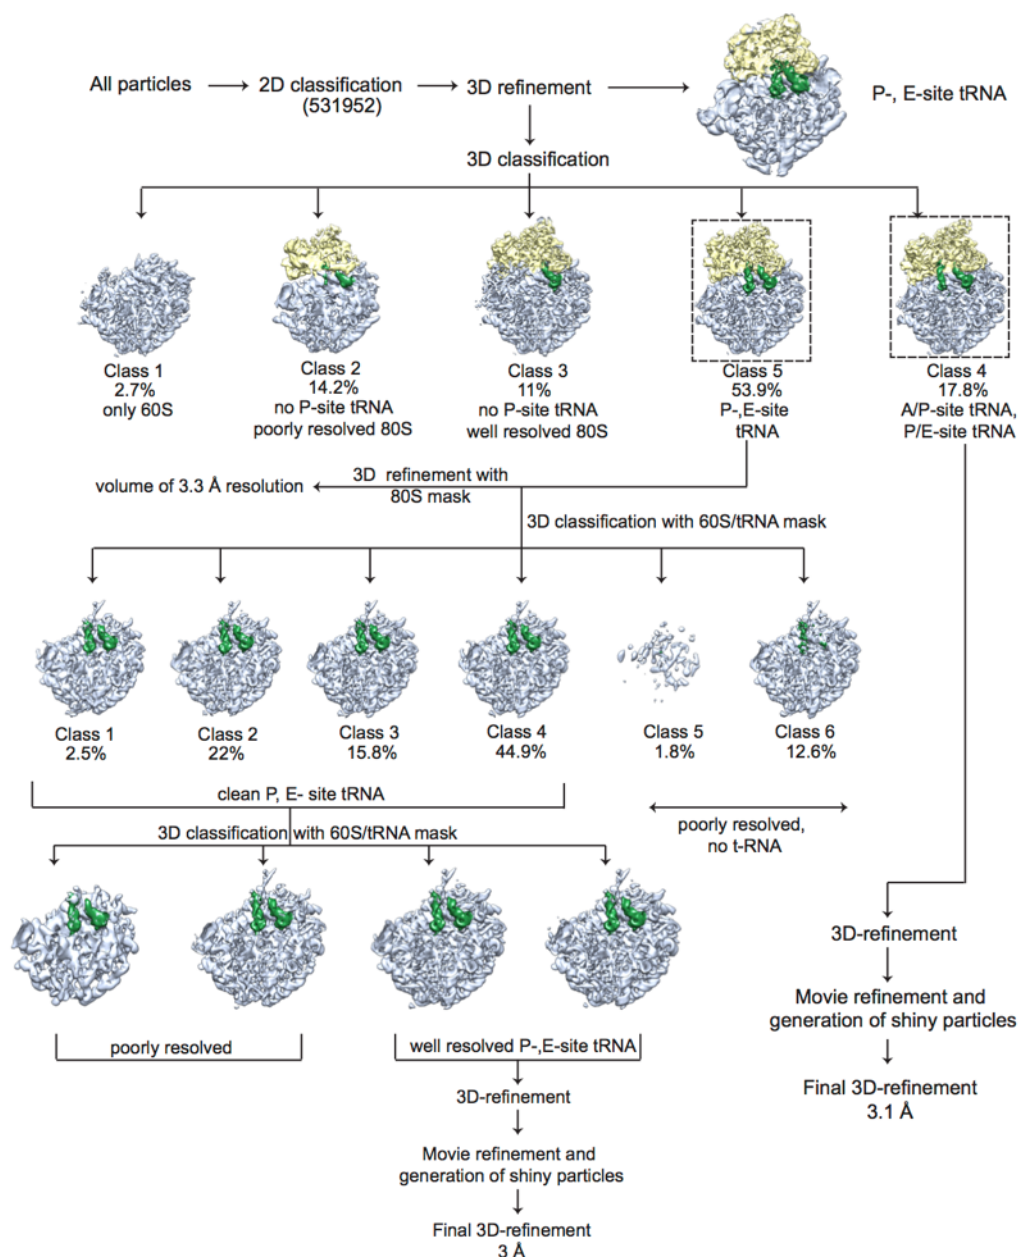 All particles
2D classification
(531952)
3D refinement
P-, E-site tRNA
3D classification
Class 1
2.7%
only 60S
Class 2
14.2%
no P-site tRNA
poorly resolved 80S
Class 3
11%
no P-site tRNA
well resolved 80S
Class 5
53.9%
P-,E-site
tRNA
Class 4
17.8%
A/P-site tRNA,
P/E-site tRNA
volume of 3.3 Å resolution
3D refinement with
80S mask
3D classification with 60S/tRNA mask
Class 1
2.5%
Class 2
22%
Class 3
15.8%
Class 4
44.9%
Class 5
1.8%
Class 6
12.6%
clean P, E- site tRNA
poorly resolved,
no t-RNA
3D classification with 60S/tRNA mask
poorly resolved
well resolved P-,E-site tRNA
3D-refinement
Movie refinement and
generation of shiny particles
Final 3D-refinement
3 Å
3D-refinement
Movie refinement and
generation of shiny particles
Final 3D-refinement
3.1 Å